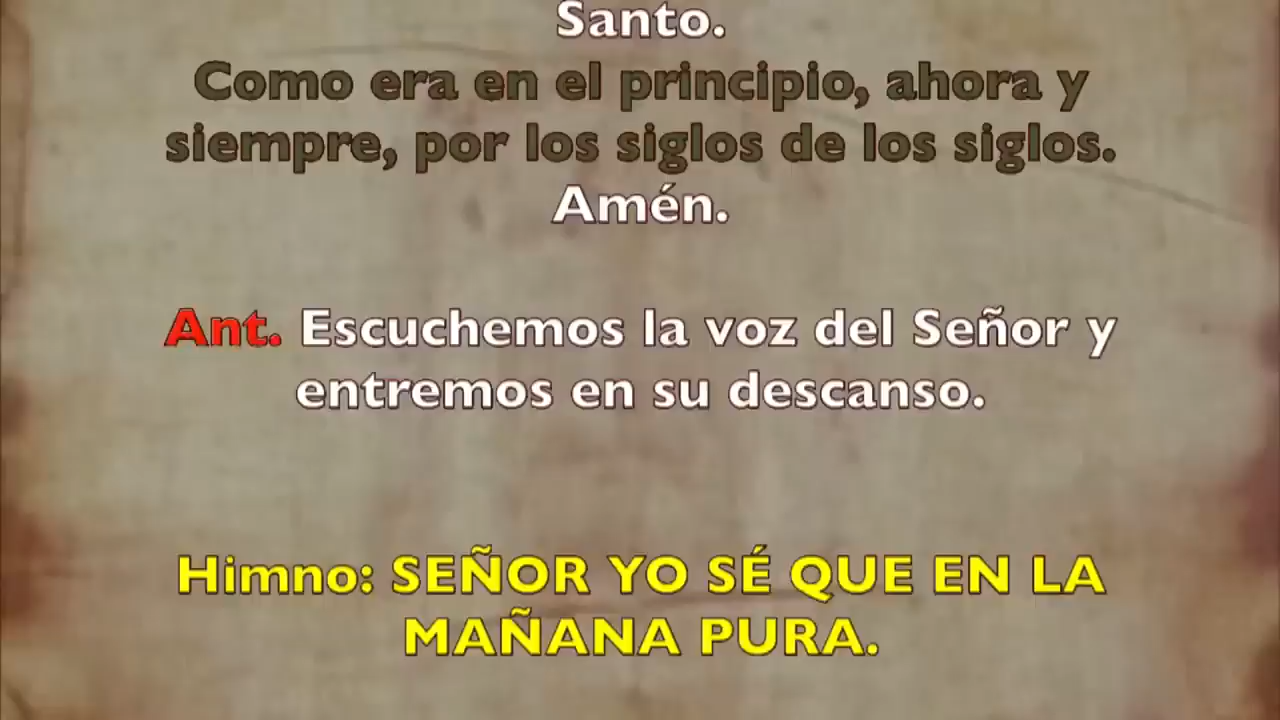 Santo.
Como era en el principio, ahora y
siempre, por los siglos de los siglos.
Amén.
Ant. Escuchemos la voz del Señor y
entremos en su descanso.
Himno: SEÑOR YO SÉ QUE EN LA
MAÑANA PURA.